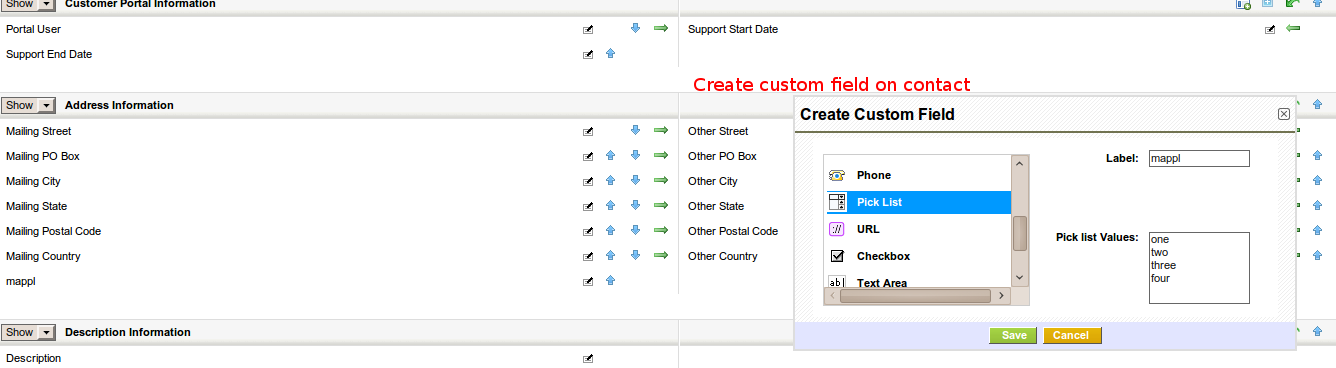 Show Customer Portal Information
Portal User Support Start Date
Support End Date
Create custom field on contact
Show Address Information
Mailing Street Other Street
Mailing PO Box Other PO Box
Mailing City Other City
Mailing State Other State
Mailing Postal Code Other Postal Code
Mailing Country Other Country
mappl
Show Description Information
Description
Create Custom Field
Phone
Pick List
:// URL
Checkbox
ab| Text Area
Label: mappl
Pick list Values: one
two
three
four
Save Cancel